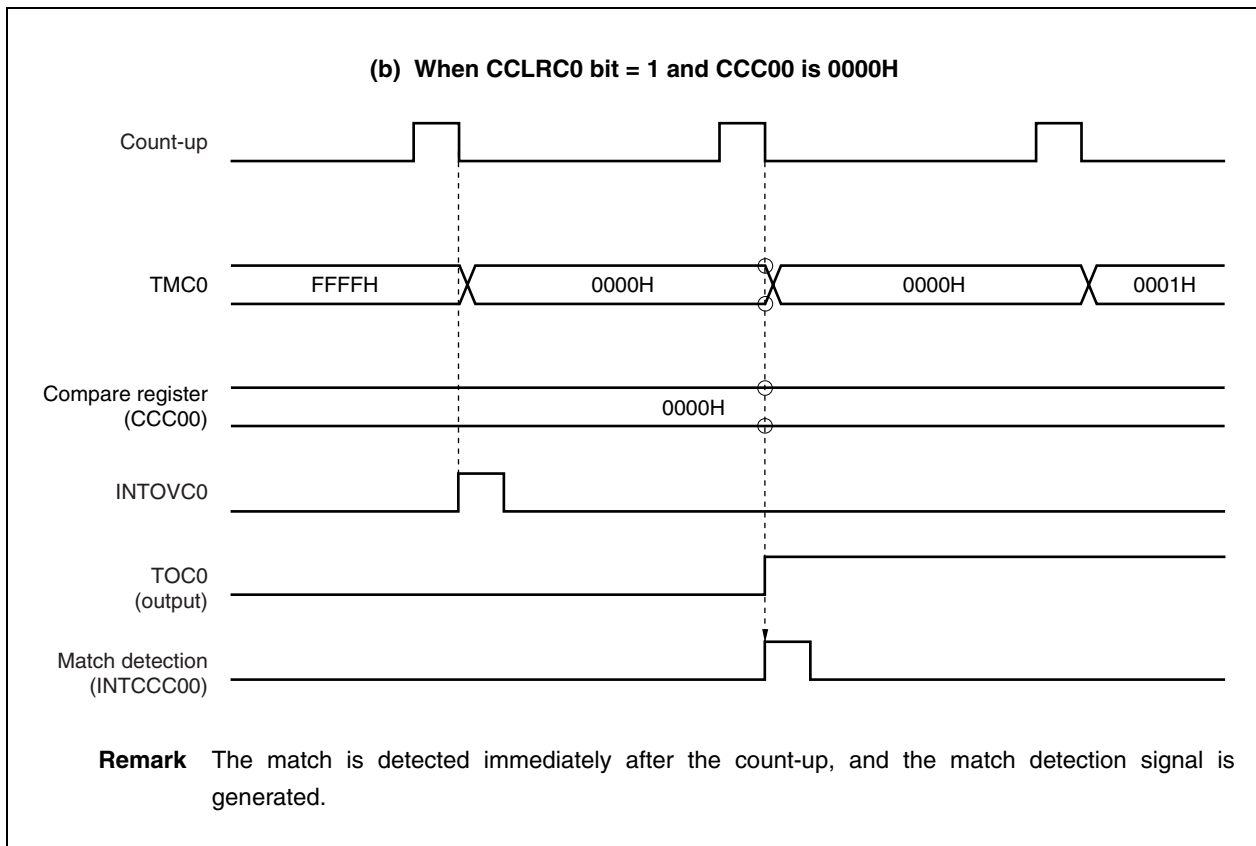 (b) When CCLRC0 bit = 1 and CCC00 is 0000H
Count-up
TMC0
FFFFH
0000H
0000H
0001H
Compare register
(CCC00)
0000H
INTOVC0
TOC0
(output)
Match detection
(INTCCC00)
Remark The match is detected immediately after the count-up, and the match detection signal is
generated.